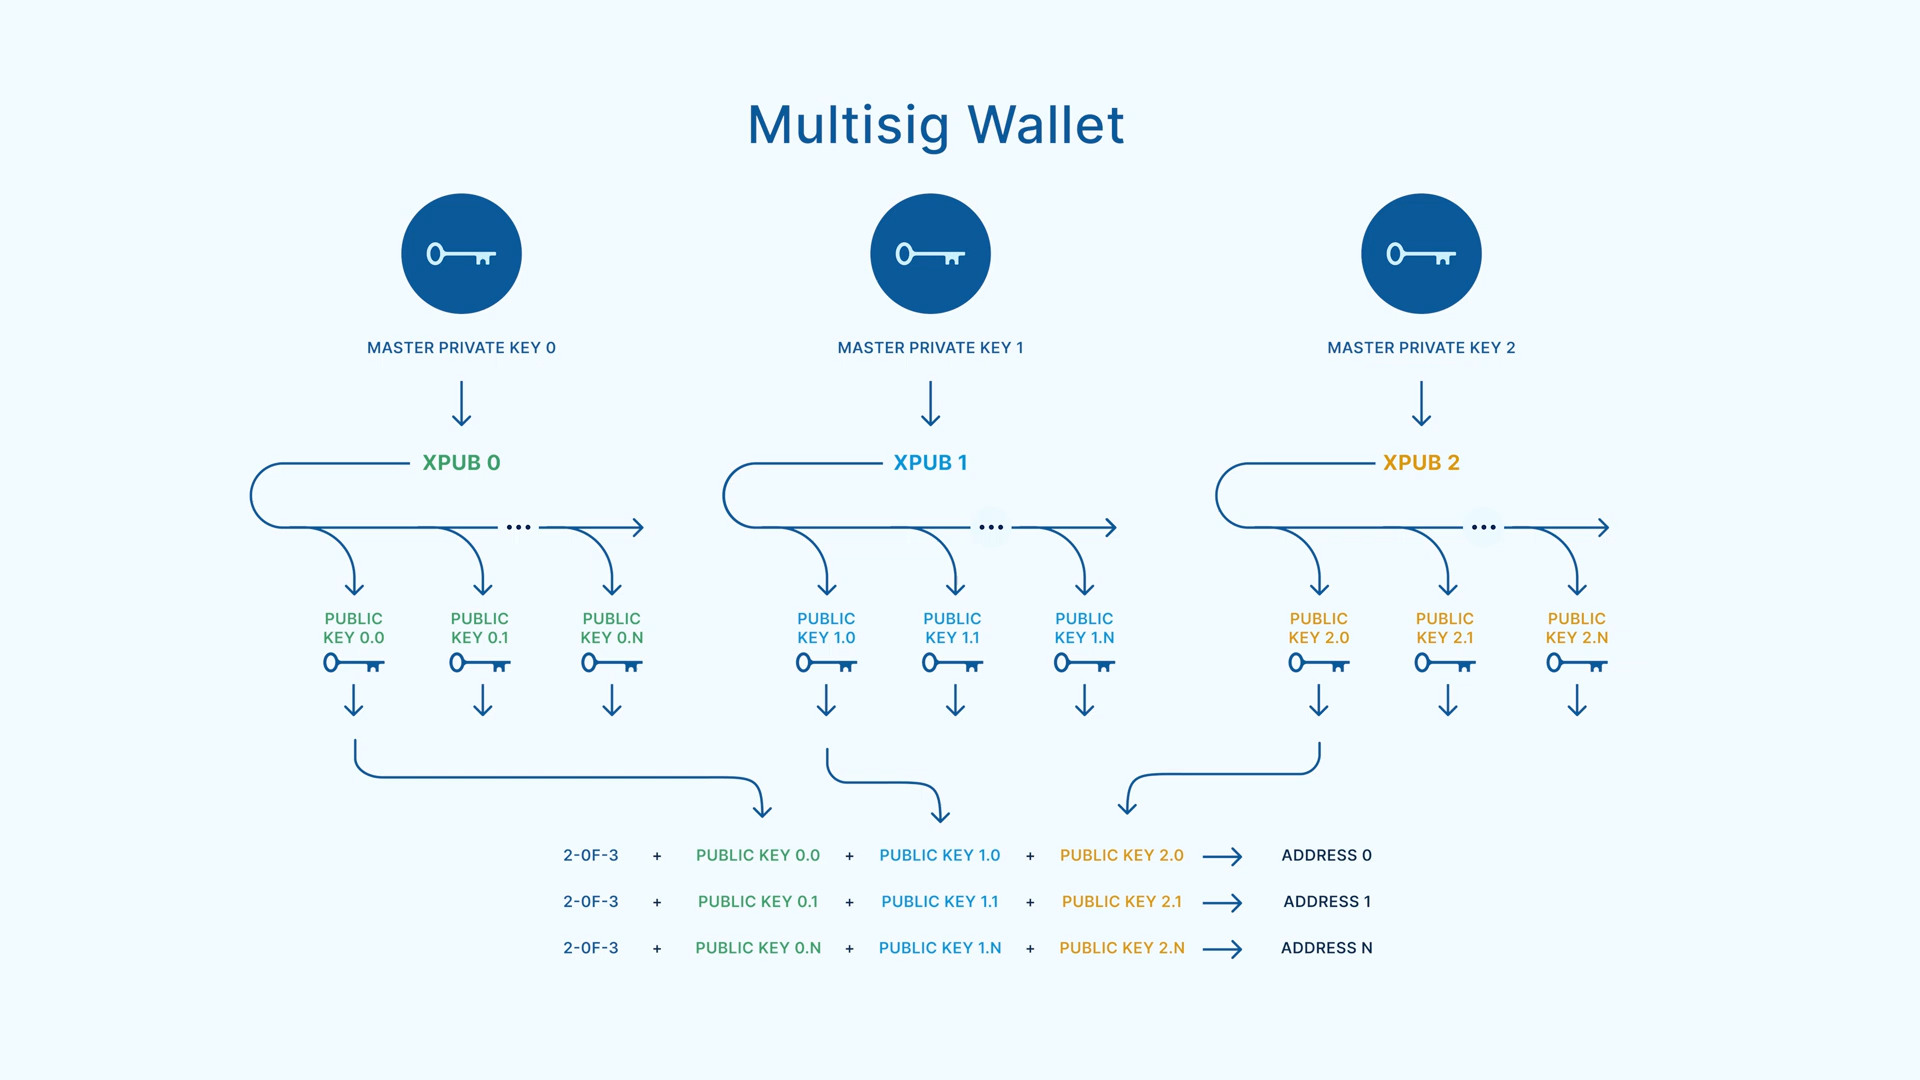 Multisig Wallet
MASTER PRIVATE KEY 0
MASTER PRIVATE KEY 1
MASTER PRIVATE KEY 2
XPUB 0
XPUB 1
XPUB 2
PUBLIC
KEY 0.0
PUBLIC
KEY 0.1
PUBLIC
KEY 0.N
PUBLIC
KEY 1.0
PUBLIC
KEY 1.1
PUBLIC
KEY 1.N
PUBLIC
KEY 2.0
PUBLIC
KEY 2.1
PUBLIC
KEY 2.N
2-0F-3 + PUBLIC KEY 0.0 + PUBLIC KEY 1.0 + PUBLIC KEY 2.0 → ADDRESS 0
2-0F-3 + PUBLIC KEY 0.1 + PUBLIC KEY 1.1 + PUBLIC KEY 2.1 → ADDRESS 1
2-0F-3 + PUBLIC KEY 0.N + PUBLIC KEY 1.N + PUBLIC KEY 2.N → ADDRESS N